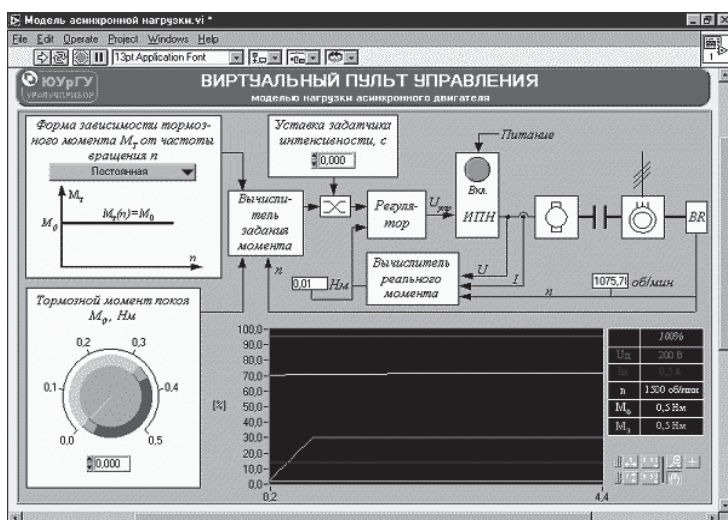 Модель асинхронной нагрузки.vi *
File Edit Operate Project Windows Help
13pt Application Font
1
ЮУрГУ
УРАЛУЧПРИБОР
ВИРТУАЛЬНЫЙ ПУЛЬТ УПРАВЛЕНИЯ
моделью нагрузки асинхронного двигателя
Форма зависимости тормоз-
ного момента Mт от частоты
вращения n
Постоянная
Mт
M₀
Mт(n)=M₀
n
Уставка задатчика
интенсивности, с
0,000
Питание
Вкл.
ИПН
Вычисли-
тель
задания
момента
Регуля-
тор
Uупр
BR
n
0,01 Нм
Вычислитель
реального
момента
U
I
n
1075,7 об/мин
Тормозной момент покоя
M₀, Нм
0,0
0,1
0,2
0,3
0,4
0,5
0,000
[%]
100,0
90,0
80,0
70,0
60,0
50,0
40,0
30,0
20,0
10,0
0,0
0,2
4,4
100%
Uп 200 В
0,5 А
n 1500 об/мин
M₀ 0,5 Нм
Mз 0,5 Нм